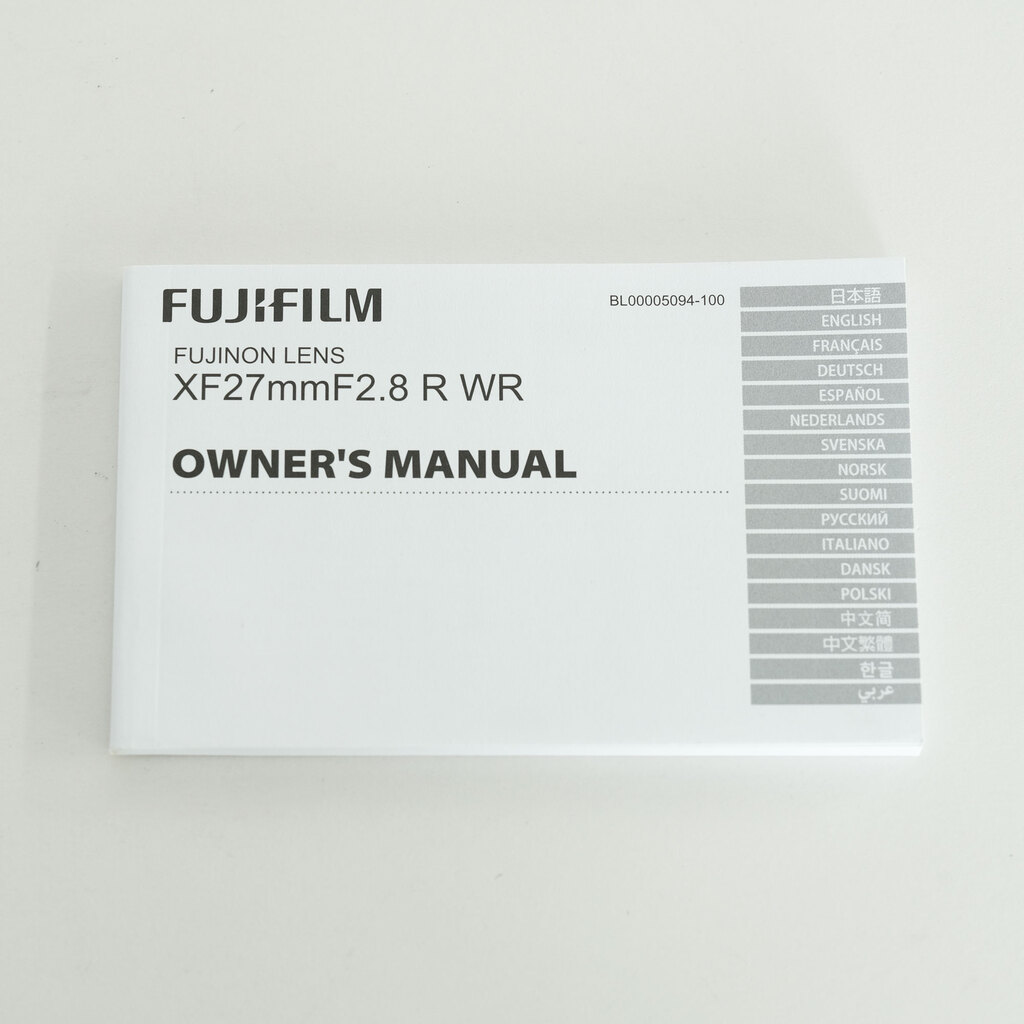 FUJIFILM
BL00005094-100
FUJINON LENS
XF27mmF2.8 R WR
OWNER'S MANUAL
日本語
ENGLISH
FRANÇAIS
DEUTSCH
ESPAÑOL
NEDERLANDS
SVENSKA
NORSK
SUOMI
РУССКИЙ
ITALIANO
DANSK
POLSKI
中文简
中文繁體
한글
عربي